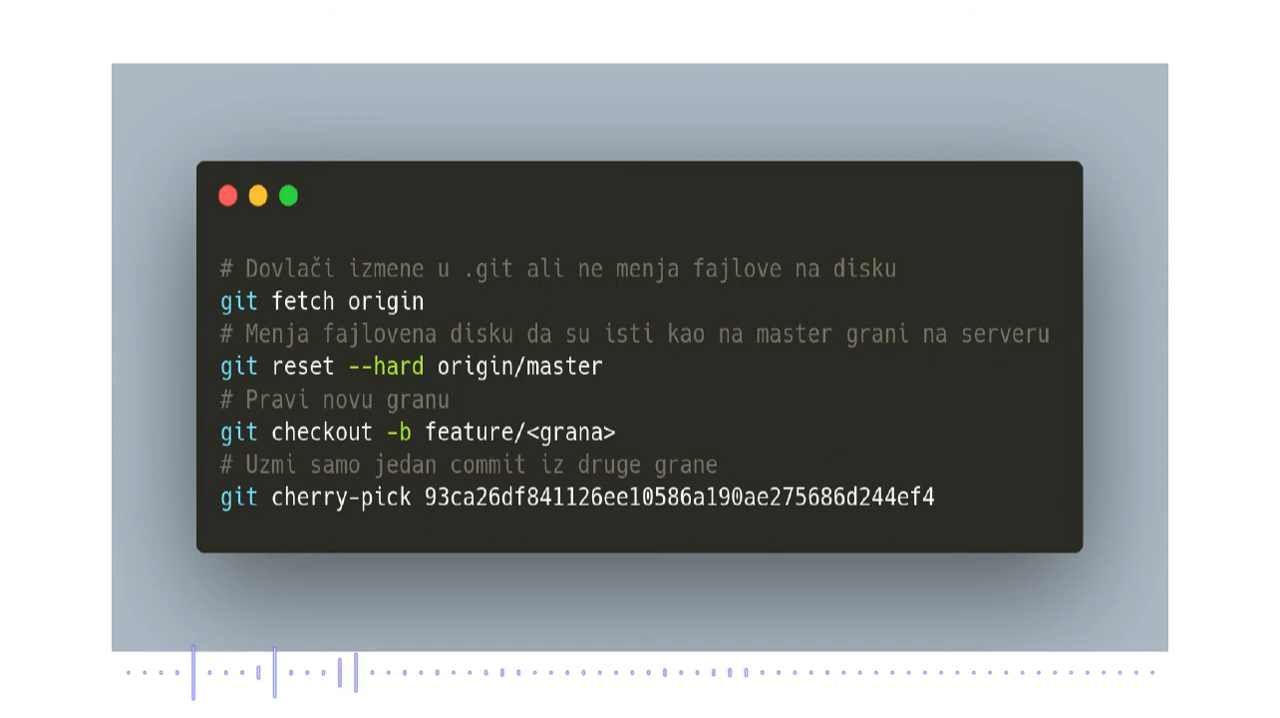 # Dovlači izmene u .git ali ne menja fajlove na disku
git fetch origin
# Menja fajlovena disku da su isti kao na master grani na serveru
git reset --hard origin/master
# Pravi novu granu
git checkout -b feature/<grana>
# Uzmi samo jedan commit iz druge grane
git cherry-pick 93ca26df841126ee10586a190ae275686d244ef4